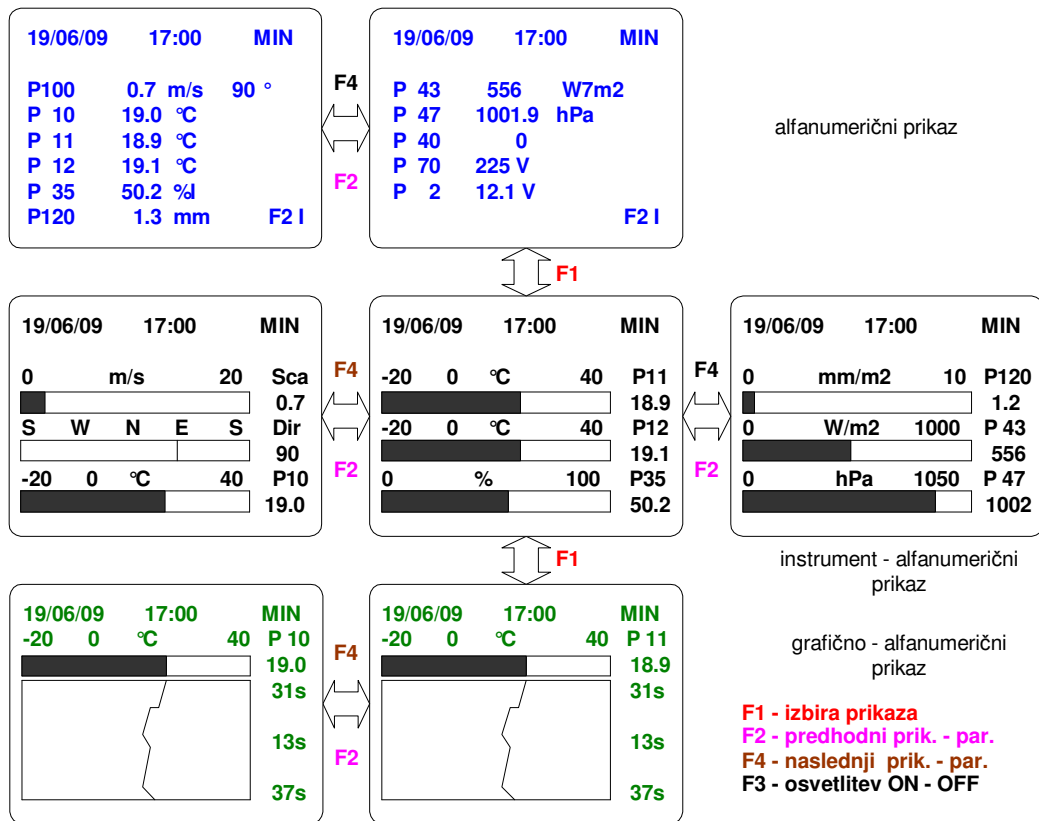 19/06/09 17:00 MIN
P100 0.7 m/s 90 °
P 10 19.0 °C
P 11 18.9 °C
P 12 19.1 °C
P 35 50.2 %I
P120 1.3 mm F2 I
F4
F2
19/06/09 17:00 MIN
P 43 556 W7m2
P 47 1001.9 hPa
P 40 0
P 70 225 V
P 2 12.1 V
F2 I
alfanumerični prikaz
F1
19/06/09 17:00 MIN
0 m/s 20 Sca
0.7
S W N E S Dir
90
-20 0 °C 40 P10
19.0
F4
F2
19/06/09 17:00 MIN
-20 0 °C 40 P11
18.9
-20 0 °C 40 P12
19.1
0 % 100 P35
50.2
F4
F2
19/06/09 17:00 MIN
0 mm/m2 10 P120
1.2
0 W/m2 1000 P 43
556
0 hPa 1050 P 47
1002
F1
instrument - alfanumerični
prikaz
19/06/09 17:00 MIN
-20 0 °C 40 P 10
19.0
31s
13s
37s
F4
F2
19/06/09 17:00 MIN
-20 0 °C 40 P 11
18.9
31s
13s
37s
grafično - alfanumerični
prikaz
F1 - izbira prikaza
F2 - predhodni prik. - par.
F4 - naslednji prik. - par.
F3 - osvetlitev ON - OFF